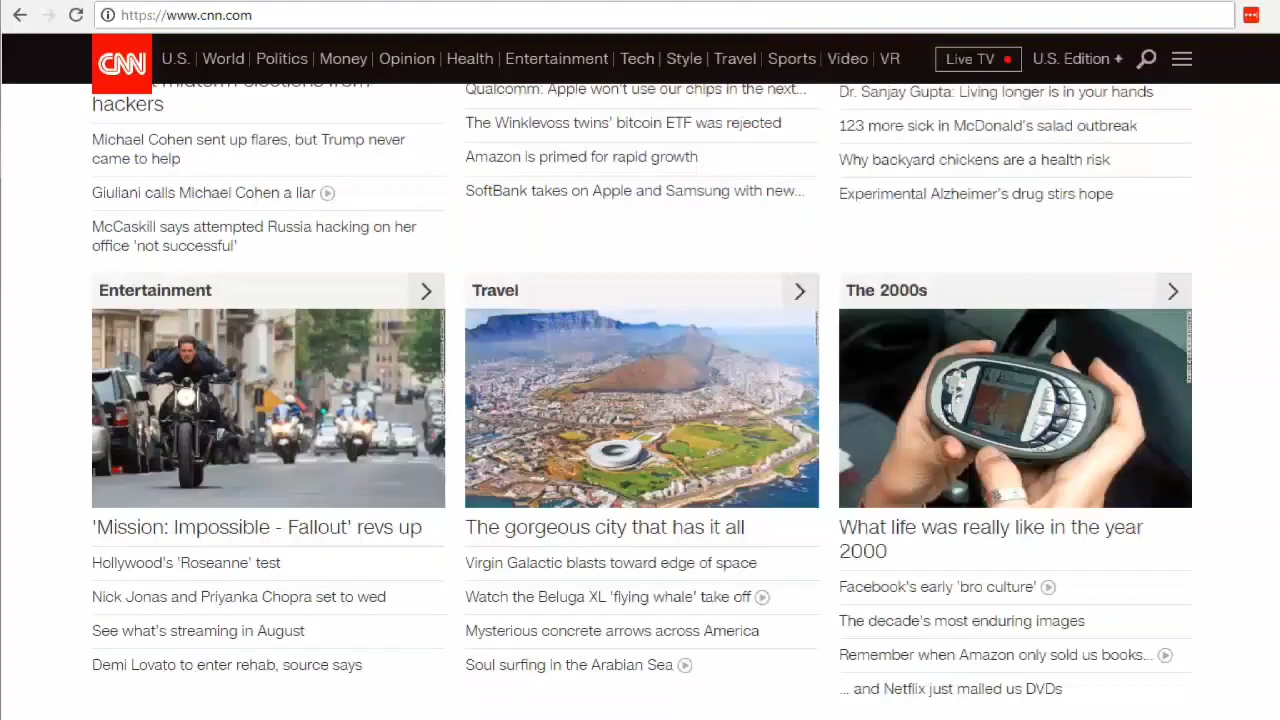 https://www.cnn.com
CNN
U.S. World Politics Money Opinion Health Entertainment Tech Style Travel Sports Video VR Live TV U.S. Edition +
midterm elections from
hackers
Michael Cohen sent up flares, but Trump never
came to help
Giuliani calls Michael Cohen a liar
McCaskill says attempted Russia hacking on her
office 'not successful'
Qualcomm: Apple won't use our chips in the next...
The Winklevoss twins' bitcoin ETF was rejected
Amazon is primed for rapid growth
SoftBank takes on Apple and Samsung with new...
Dr. Sanjay Gupta: Living longer is in your hands
123 more sick in McDonald's salad outbreak
Why backyard chickens are a health risk
Experimental Alzheimer's drug stirs hope
Entertainment
'Mission: Impossible - Fallout' revs up
Hollywood's 'Roseanne' test
Nick Jonas and Priyanka Chopra set to wed
See what's streaming in August
Demi Lovato to enter rehab, source says
Travel
The gorgeous city that has it all
Virgin Galactic blasts toward edge of space
Watch the Beluga XL 'flying whale' take off
Mysterious concrete arrows across America
Soul surfing in the Arabian Sea
The 2000s
What life was really like in the year
2000
Facebook's early 'bro culture'
The decade's most enduring images
Remember when Amazon only sold us books...
... and Netflix just mailed us DVDs